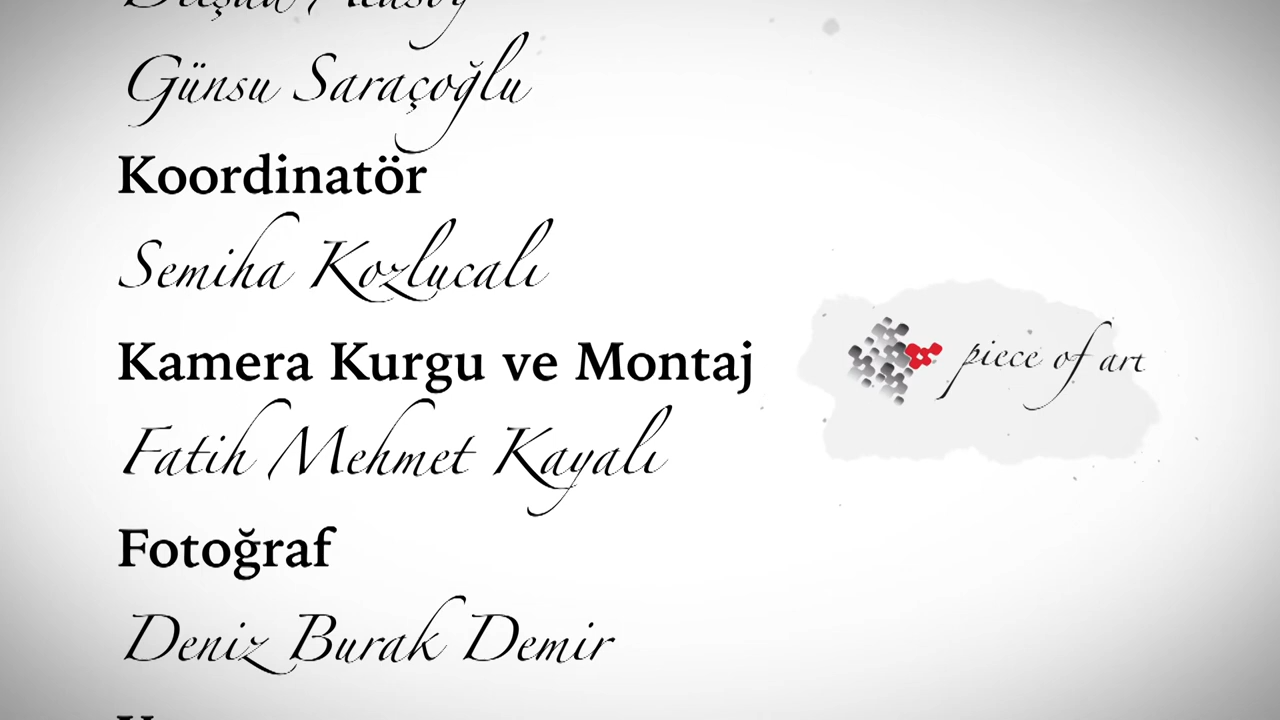 Günsu Saraçoğlu
Koordinatör
Semiha Kozlucalı
Kamera Kurgu ve Montaj
Fatih Mehmet Kayalı
Fotoğraf
Deniz Burak Demir
piece of art